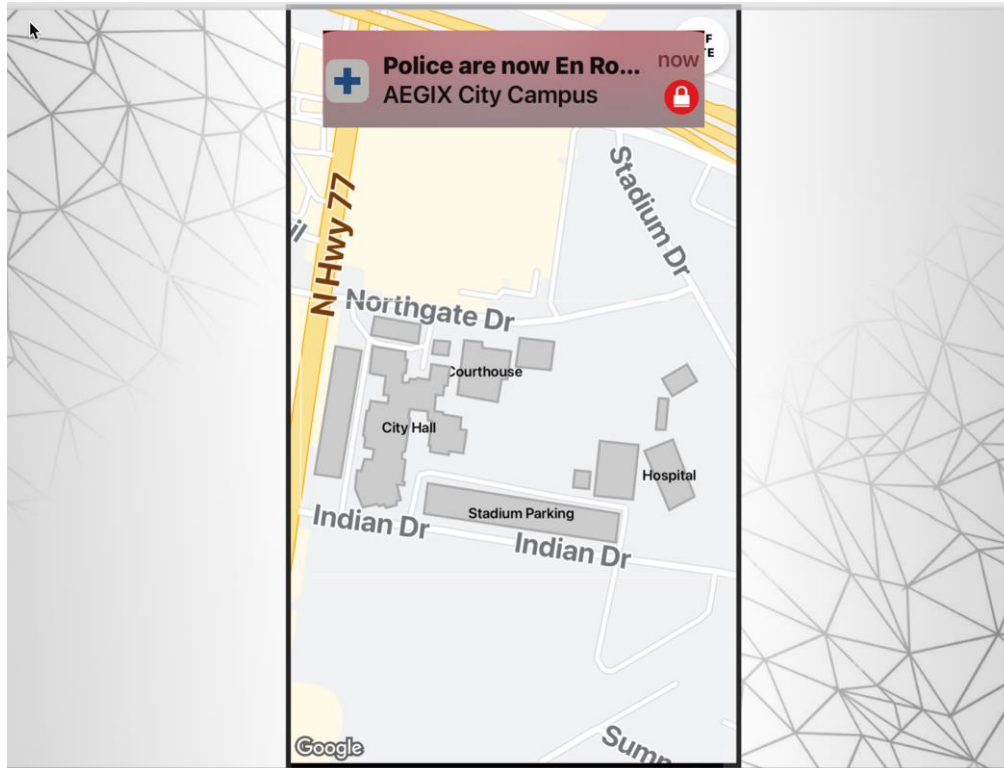 Police are now En Ro...
now
AEGIX City Campus
Stadium Dr
N Hwy 77
Northgate Dr
Courthouse
City Hall
Hospital
Stadium Parking
Indian Dr
Indian Dr
Google